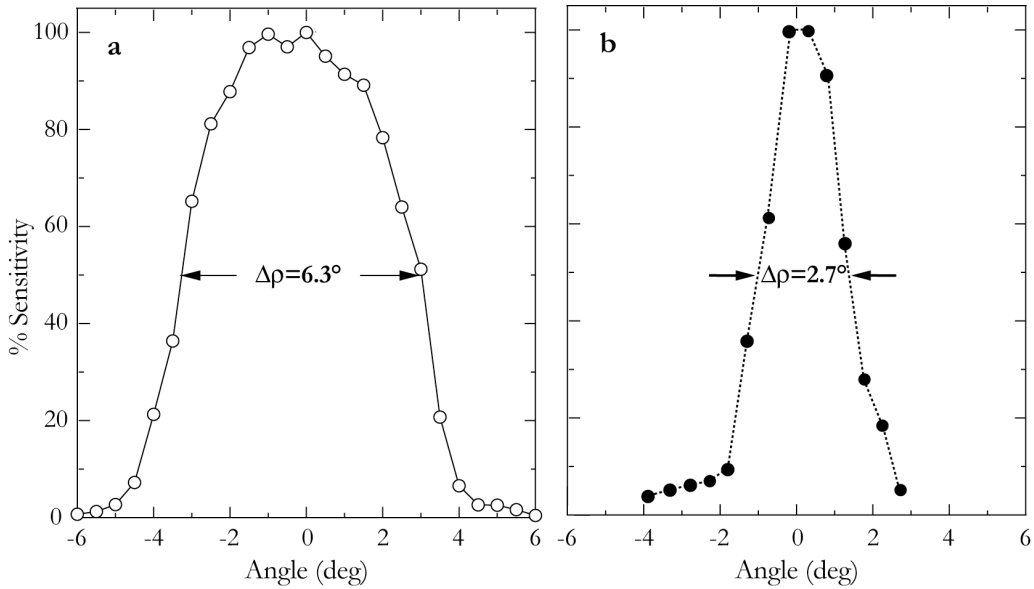 a
100
80
60
40
20
0
% Sensitivity
Δρ=6.3°
-6 -4 -2 0 2 4 6
Angle (deg)
b
Δρ=2.7°
-6 -4 -2 0 2 4 6
Angle (deg)